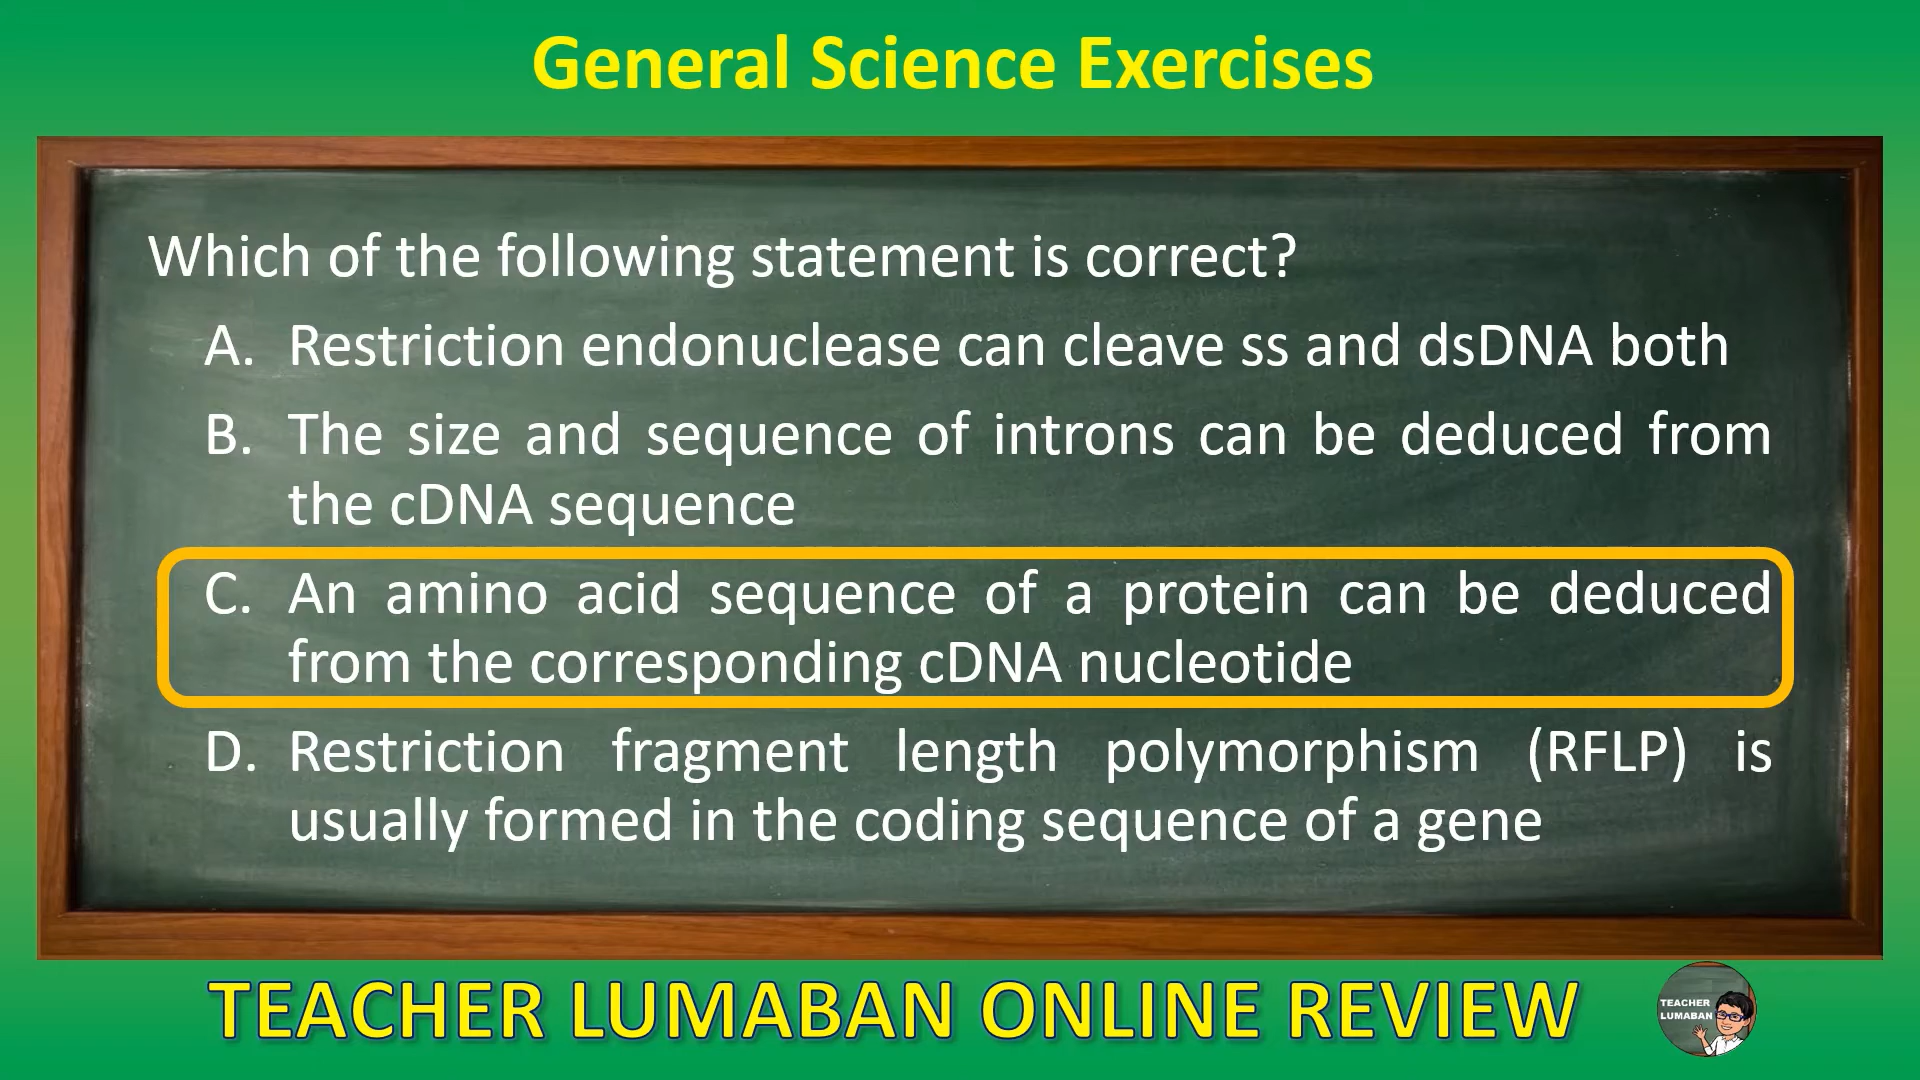 General Science Exercises
Which of the following statement is correct?
A. Restriction endonuclease can cleave ss and dsDNA both
B. The size and sequence of introns can be deduced from
the cDNA sequence
C. An amino acid sequence of a protein can be deduced
from the corresponding cDNA nucleotide
D. Restriction fragment length polymorphism (RFLP) is
usually formed in the coding sequence of a gene
TEACHER LUMABAN ONLINE REVIEW
TEACHER
LUMABAN